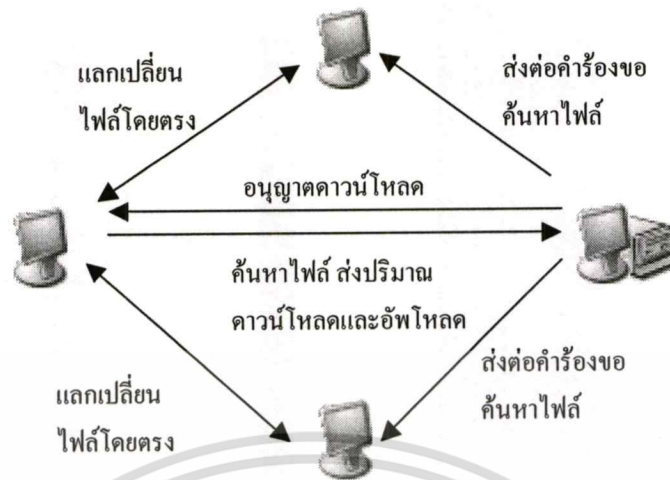 แลกเปลี่ยน
ไฟล์โดยตรง
ส่งต่อคำร้องขอ
ค้นหาไฟล์
อนุญาตดาวน์โหลด
ค้นหาไฟล์ ส่งปริมาณ
ดาวน์โหลดและอัพโหลด
แลกเปลี่ยน
ไฟล์โดยตรง
ส่งต่อคำร้องขอ
ค้นหาไฟล์